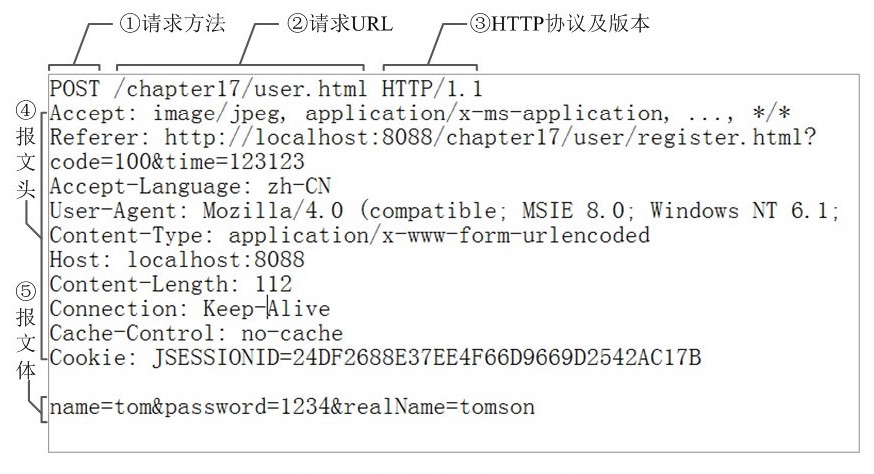 ①请求方法
②请求URL
③HTTP协议及版本
POST /chapter17/user.html HTTP/1.1
④报文头
Accept: image/jpeg, application/x-ms-application, ..., */*
Referer: http://localhost:8088/chapter17/user/register.html?
code=100&time=123123
Accept-Language: zh-CN
User-Agent: Mozilla/4.0 (compatible; MSIE 8.0; Windows NT 6.1;
Content-Type: application/x-www-form-urlencoded
Host: localhost:8088
Content-Length: 112
Connection: Keep-Alive
Cache-Control: no-cache
Cookie: JSESSIONID=24DF2688E37EE4F66D9669D2542AC17B
⑤报文体
name=tom&password=1234&realName=tomson